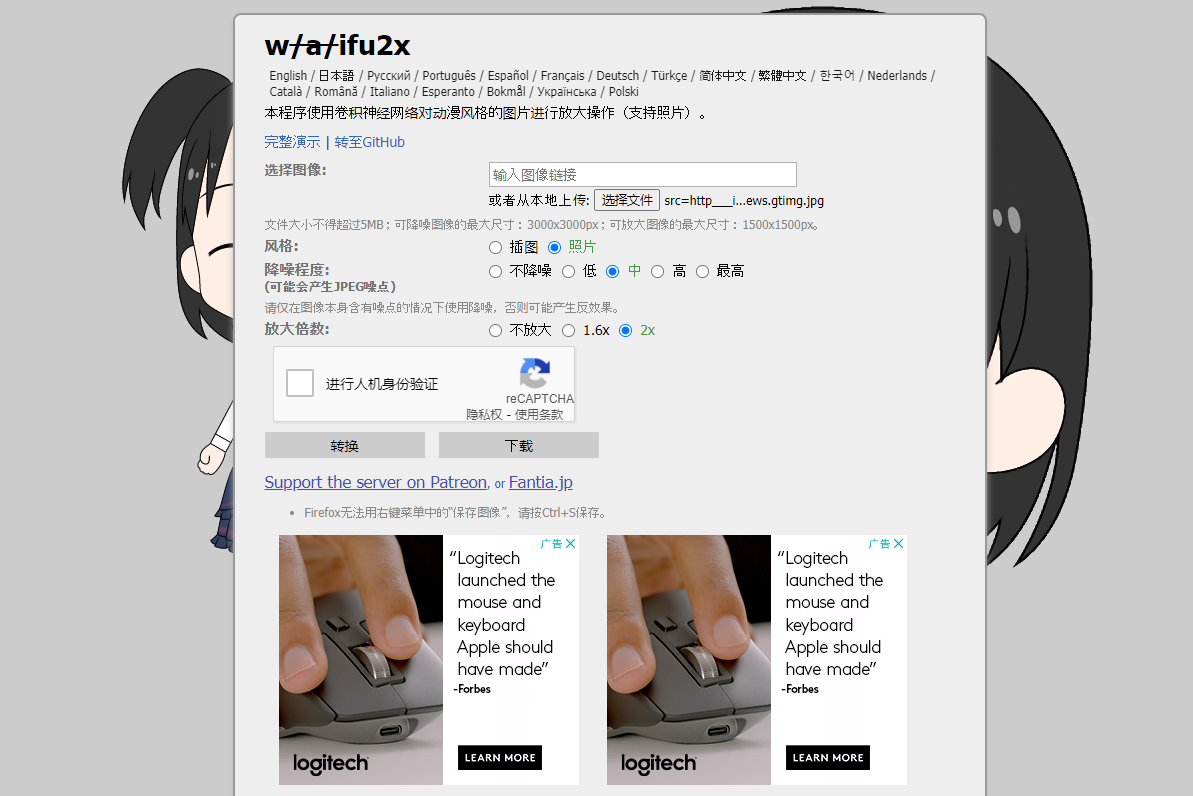 w/a/ifu2x
English / 日本語 / Русский / Português / Español / Français / Deutsch / Türkçe / 简体中文 / 繁體中文 / 한국어 / Nederlands /
Català / Română / Italiano / Esperanto / Bokmål / Українська / Polski
本程序使用卷积神经网络对动漫风格的图片进行放大操作（支持照片）。
完整演示 | 转至GitHub
选择图像:
输入图像链接
或者从本地上传: 选择文件 src=http___i...ews.gtimg.jpg
文件大小不得超过5MB；可降噪图像的最大尺寸：3000x3000px；可放大图像的最大尺寸：1500x1500px。
风格: 插图 照片
降噪程度: 不降噪 低 中 高 最高
(可能会产生JPEG噪点)
请仅在图像本身含有噪点的情况下使用降噪，否则可能产生反效果。
放大倍数: 不放大 1.6x 2x
进行人机身份验证
reCAPTCHA
隐私权 - 使用条款
转换 下载
Support the server on Patreon, or Fantia.jp
• Firefox无法用右键菜单中的“保存图像”，请按Ctrl+S保存。
广告
“Logitech
launched the
mouse and
keyboard
Apple should
have made”
-Forbes
logitech
LEARN MORE
广告
“Logitech
launched the
mouse and
keyboard
Apple should
have made”
-Forbes
logitech
LEARN MORE